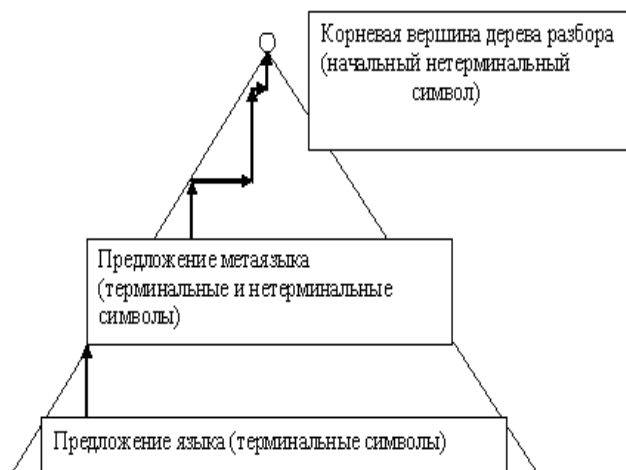 Корневая вершина дерева разбора
(начальный нетерминальный
символ)
Предложение метаязыка
(терминальные и нетерминальные
символы)
Предложение языка (терминальные символы)